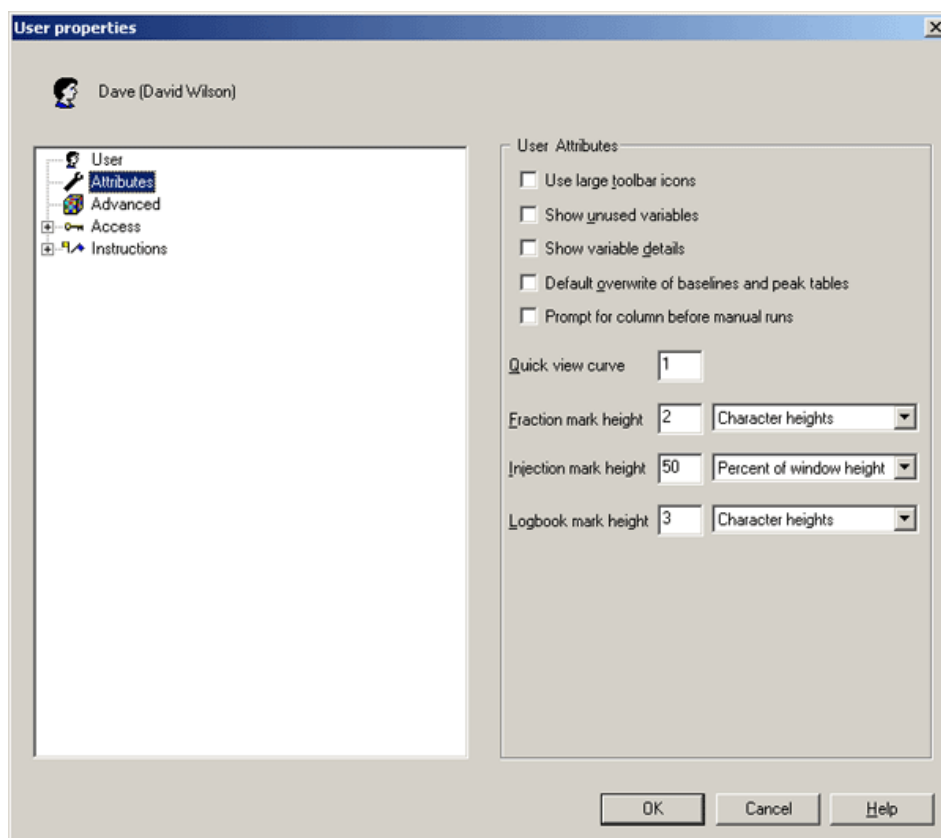 User properties
Dave (David Wilson)
User
Attributes
Advanced
Access
Instructions
User Attributes
Use large toolbar icons
Show unused variables
Show variable details
Default overwrite of baselines and peak tables
Prompt for column before manual runs
Quick view curve 1
Fraction mark height 2 Character heights
Injection mark height 50 Percent of window height
Logbook mark height 3 Character heights
OK Cancel Help